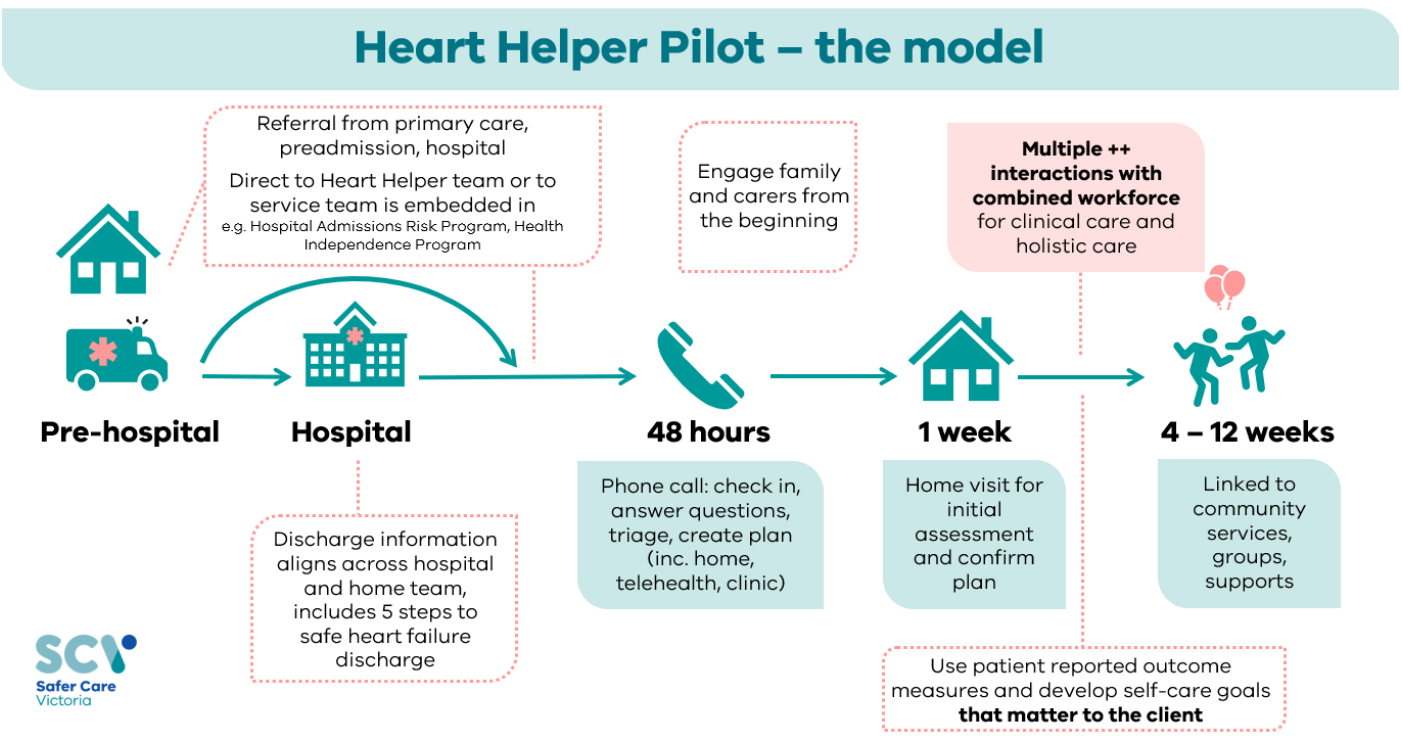 Heart Helper Pilot – the model
Referral from primary care,
preadmission, hospital
Direct to Heart Helper team or to
service team is embedded in
e.g. Hospital Admissions Risk Program, Health
Independence Program
Engage family
and carers from
the beginning
Multiple ++
interactions with
combined workforce
for clinical care and
holistic care
Pre-hospital
Hospital
48 hours
1 week
4 – 12 weeks
Discharge information
aligns across hospital
and home team,
includes 5 steps to
safe heart failure
discharge
Phone call: check in,
answer questions,
triage, create plan
(inc. home,
telehealth, clinic)
Home visit for
initial
assessment
and confirm
plan
Linked to
community
services,
groups,
supports
Use patient reported outcome
measures and develop self-care goals
that matter to the client
SCV
Safer Care
Victoria